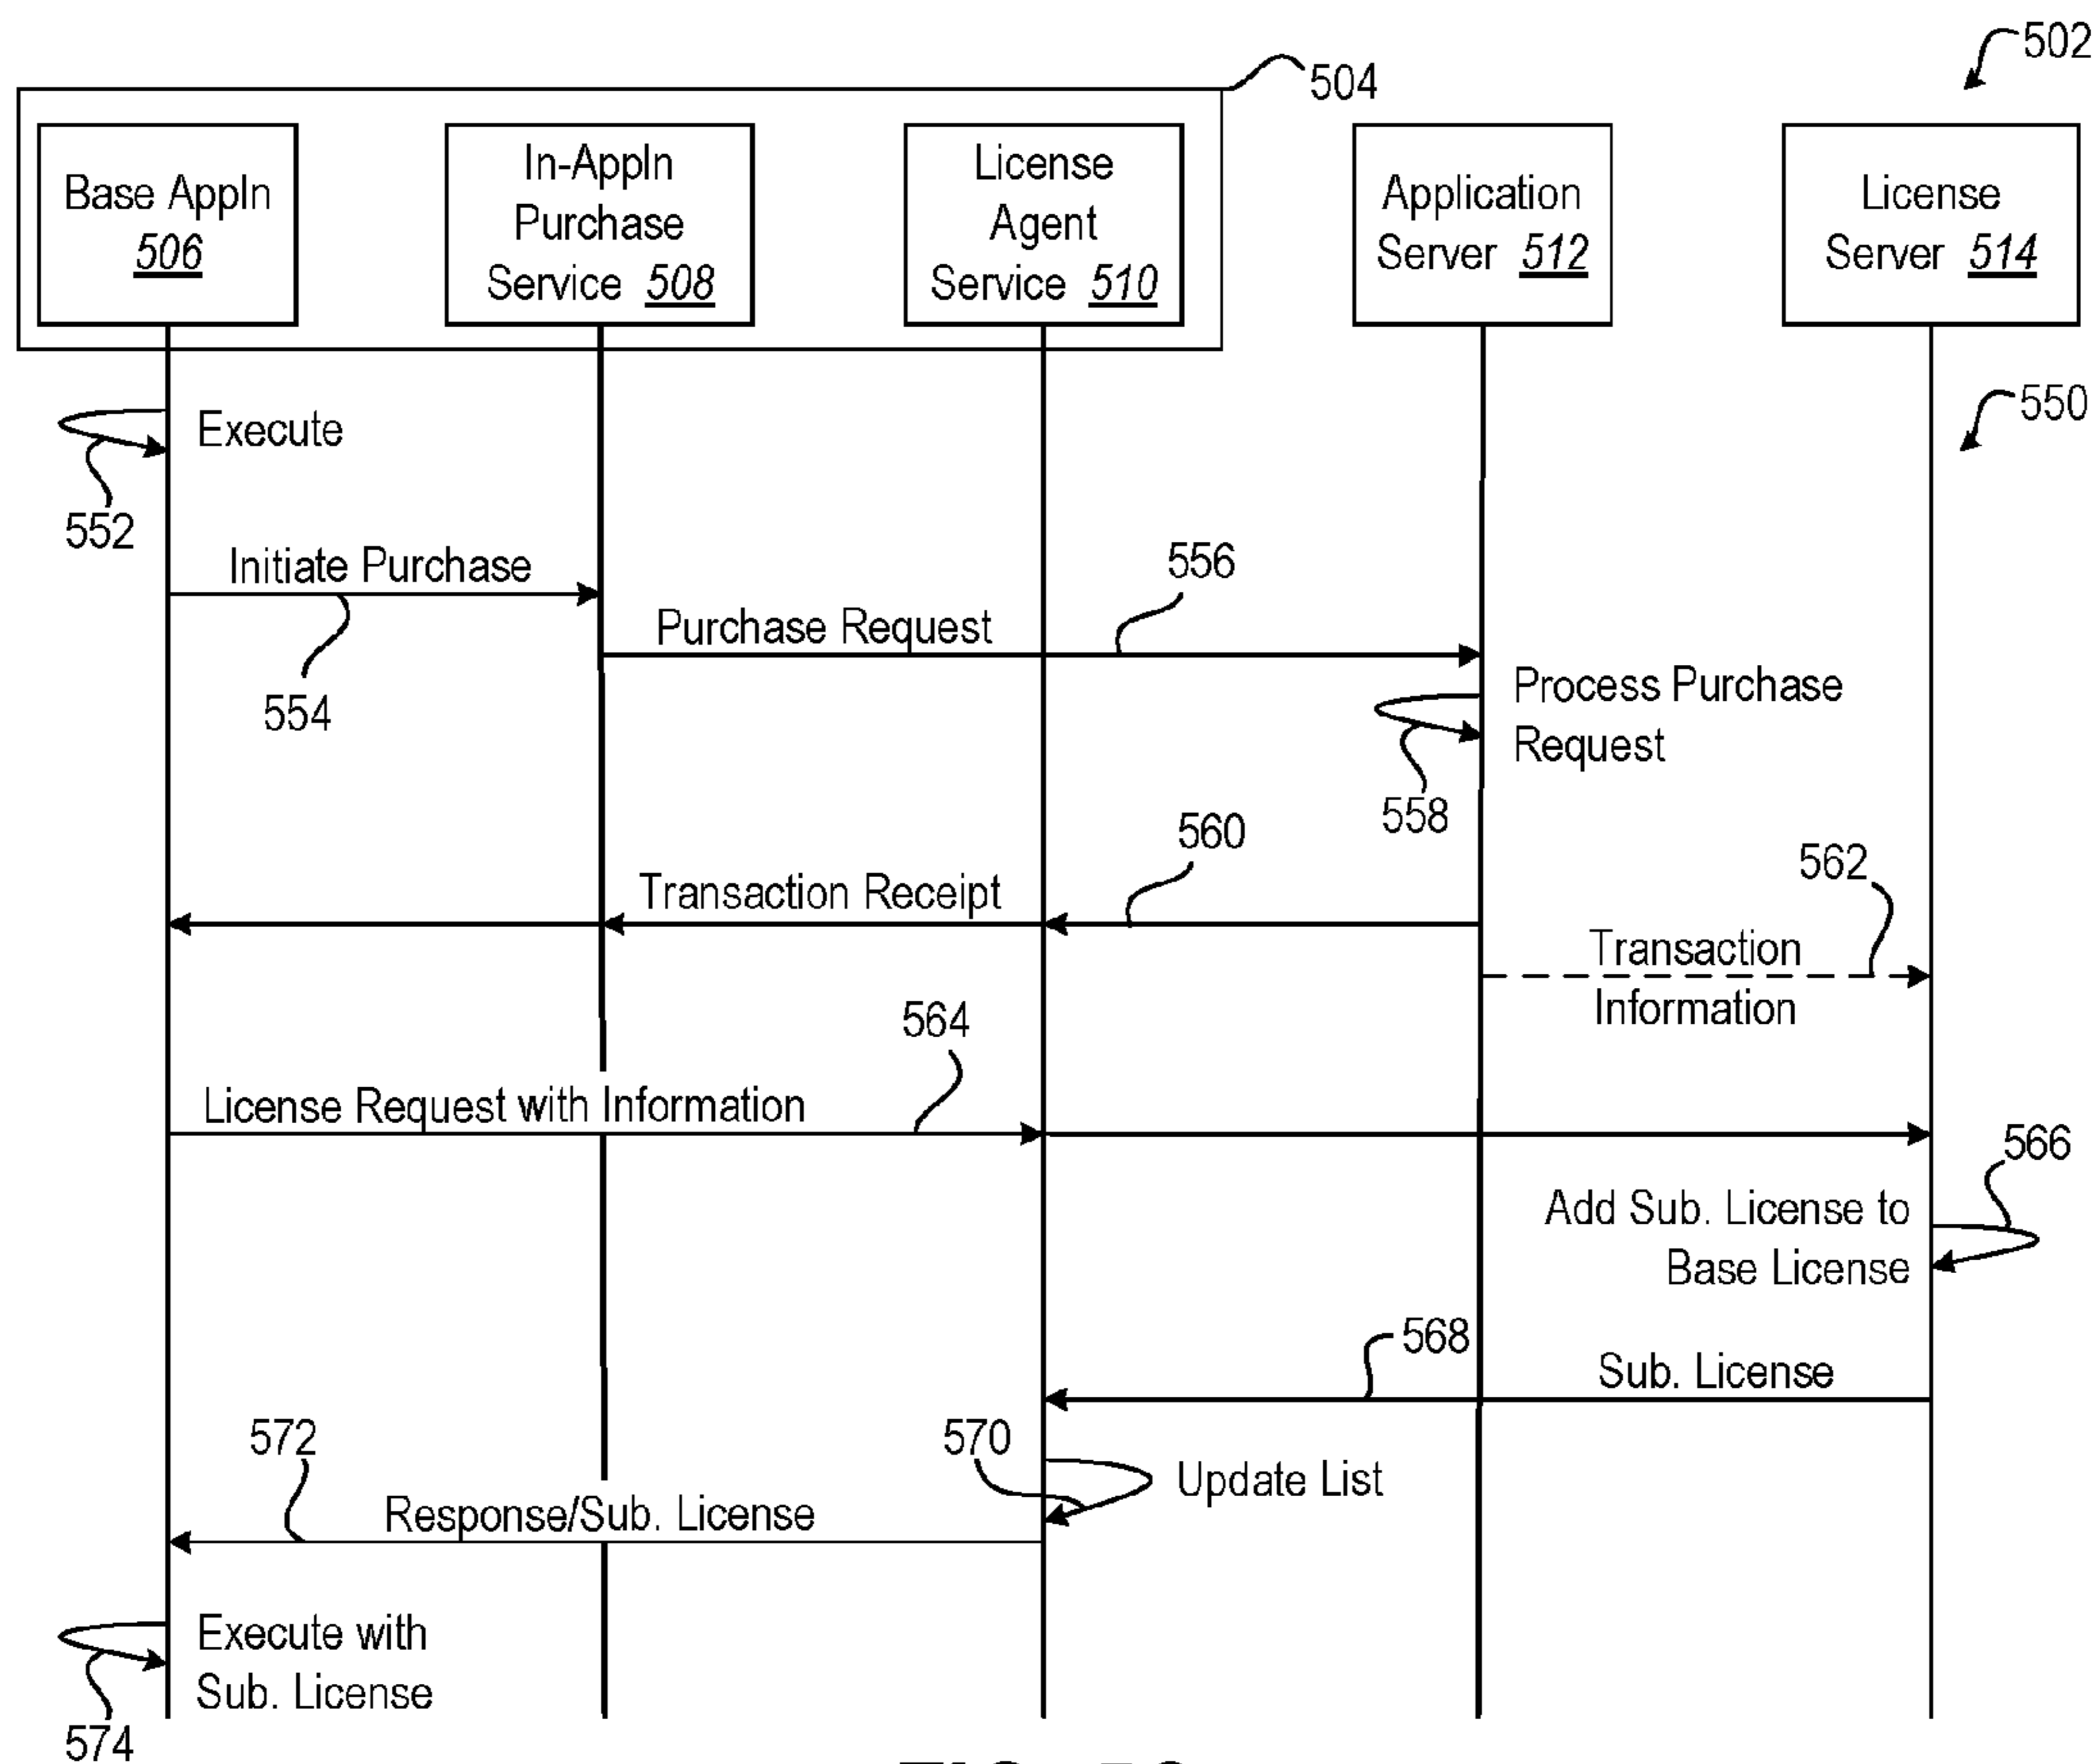 502
504
Base Appln
506
In-Appln
Purchase
Service 508
License
Agent
Service 510
Application
Server 512
License
Server 514
550
Execute
552
Initiate Purchase
554
556
Purchase Request
Process Purchase
Request
558
560
Transaction Receipt
562
Transaction
Information
564
License Request with Information
566
Add Sub. License to
Base License
568
Sub. License
570
Update List
572
Response/Sub. License
Execute with
Sub. License
574